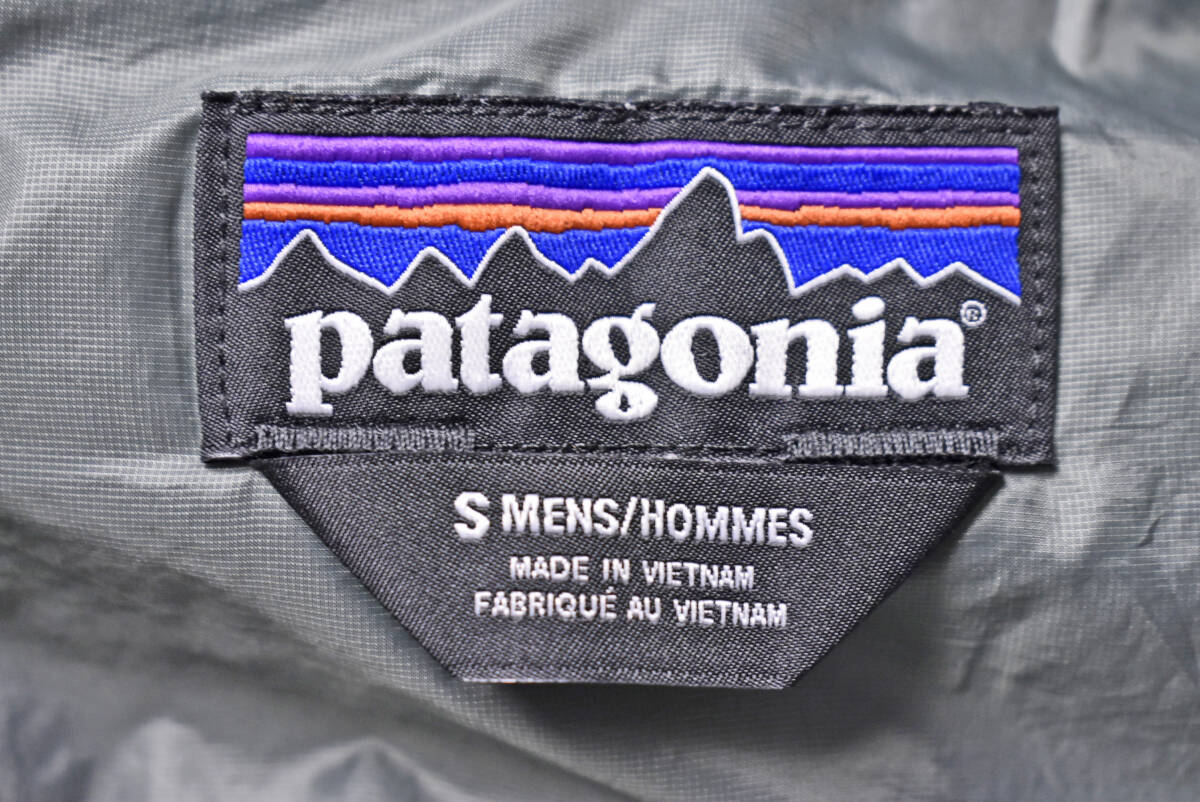 patagonia®
S MENS/HOMMES
MADE IN VIETNAM
FABRIQUÉ AU VIETNAM